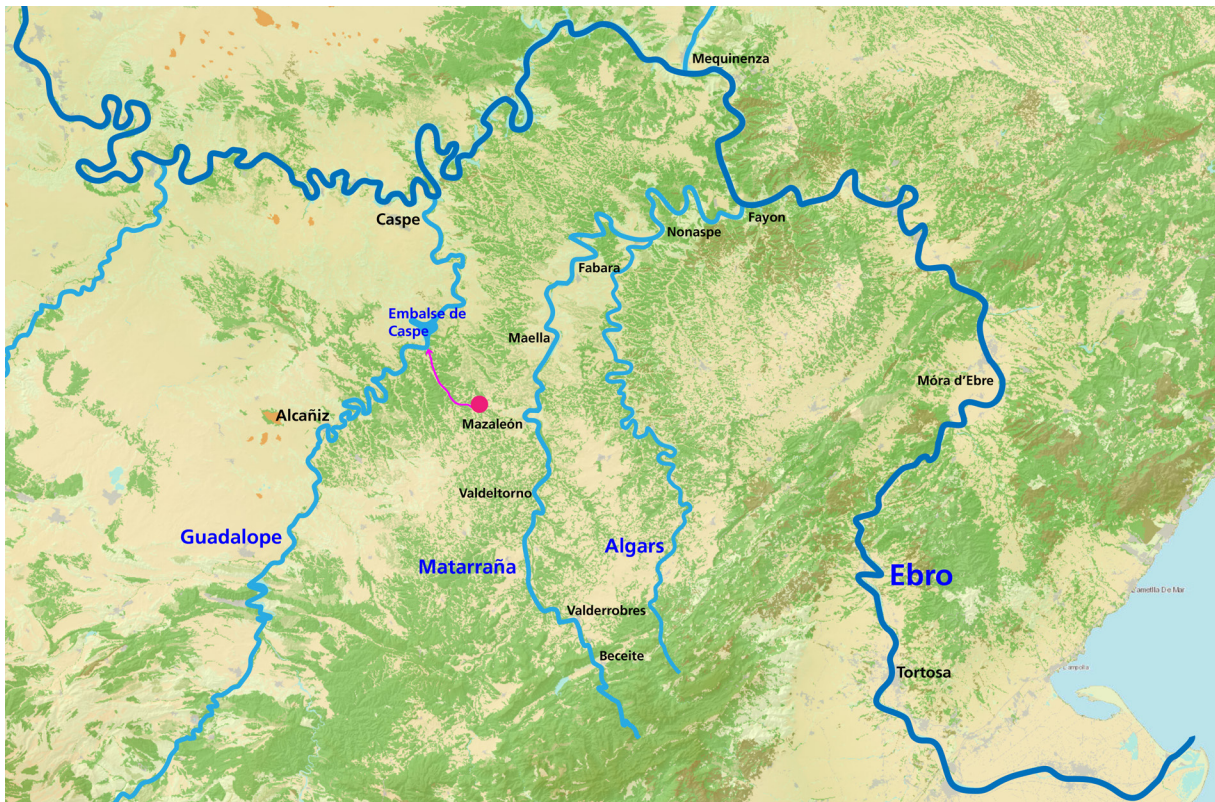 Mequinenza
Caspe
Nonaspe
Fayon
Fabara
Embalse de
Caspe
Maella
Móra d'Ebre
Alcañiz
Mazaleón
Valdeltorno
Guadalope
Matarraña
Algars
Ebro
Valderrobres
Beceite
Tortosa